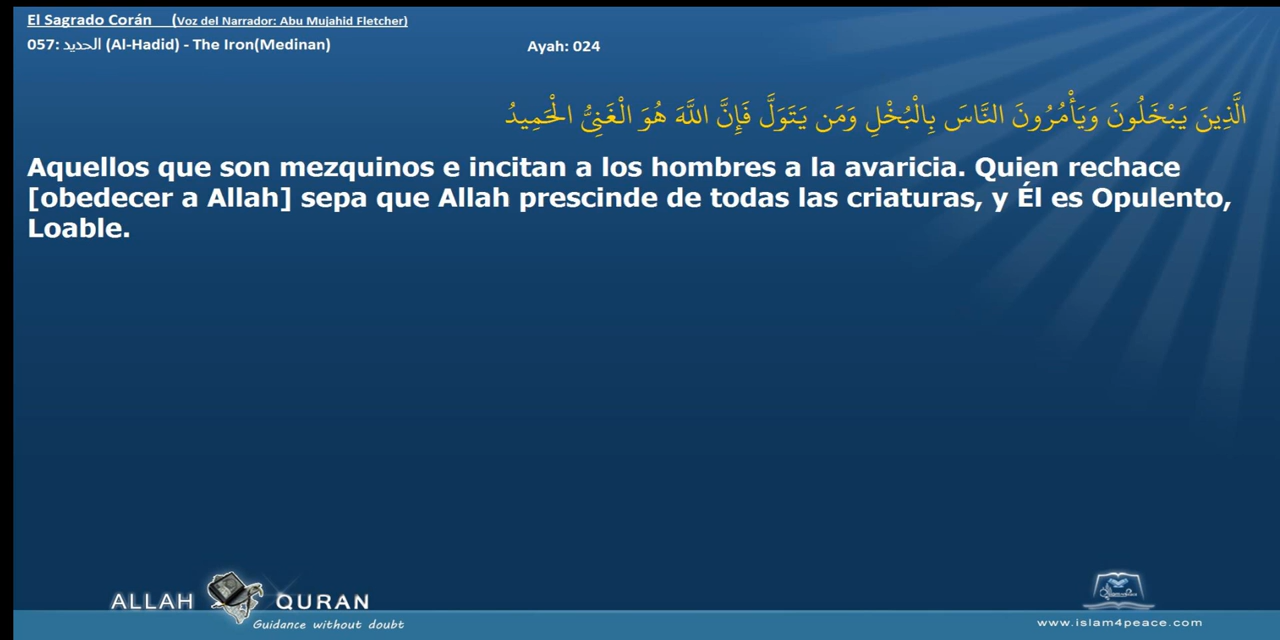 El Sagrado Corán (Voz del Narrador: Abu Mujahid Fletcher)
057: الحديد (Al-Hadid) - The Iron(Medinan)
Ayah: 024
الَّذِينَ يَبْخَلُونَ وَيَأْمُرُونَ النَّاسَ بِالْبُخْلِ وَمَن يَتَوَلَّ فَإِنَّ اللَّهَ هُوَ الْغَنِيُّ الْحَمِيدُ
Aquellos que son mezquinos e incitan a los hombres a la avaricia. Quien rechace
[obedecer a Allah] sepa que Allah prescinde de todas las criaturas, y Él es Opulento,
Loable.
ALLAH QURAN
Guidance without doubt
www.islam4peace.com